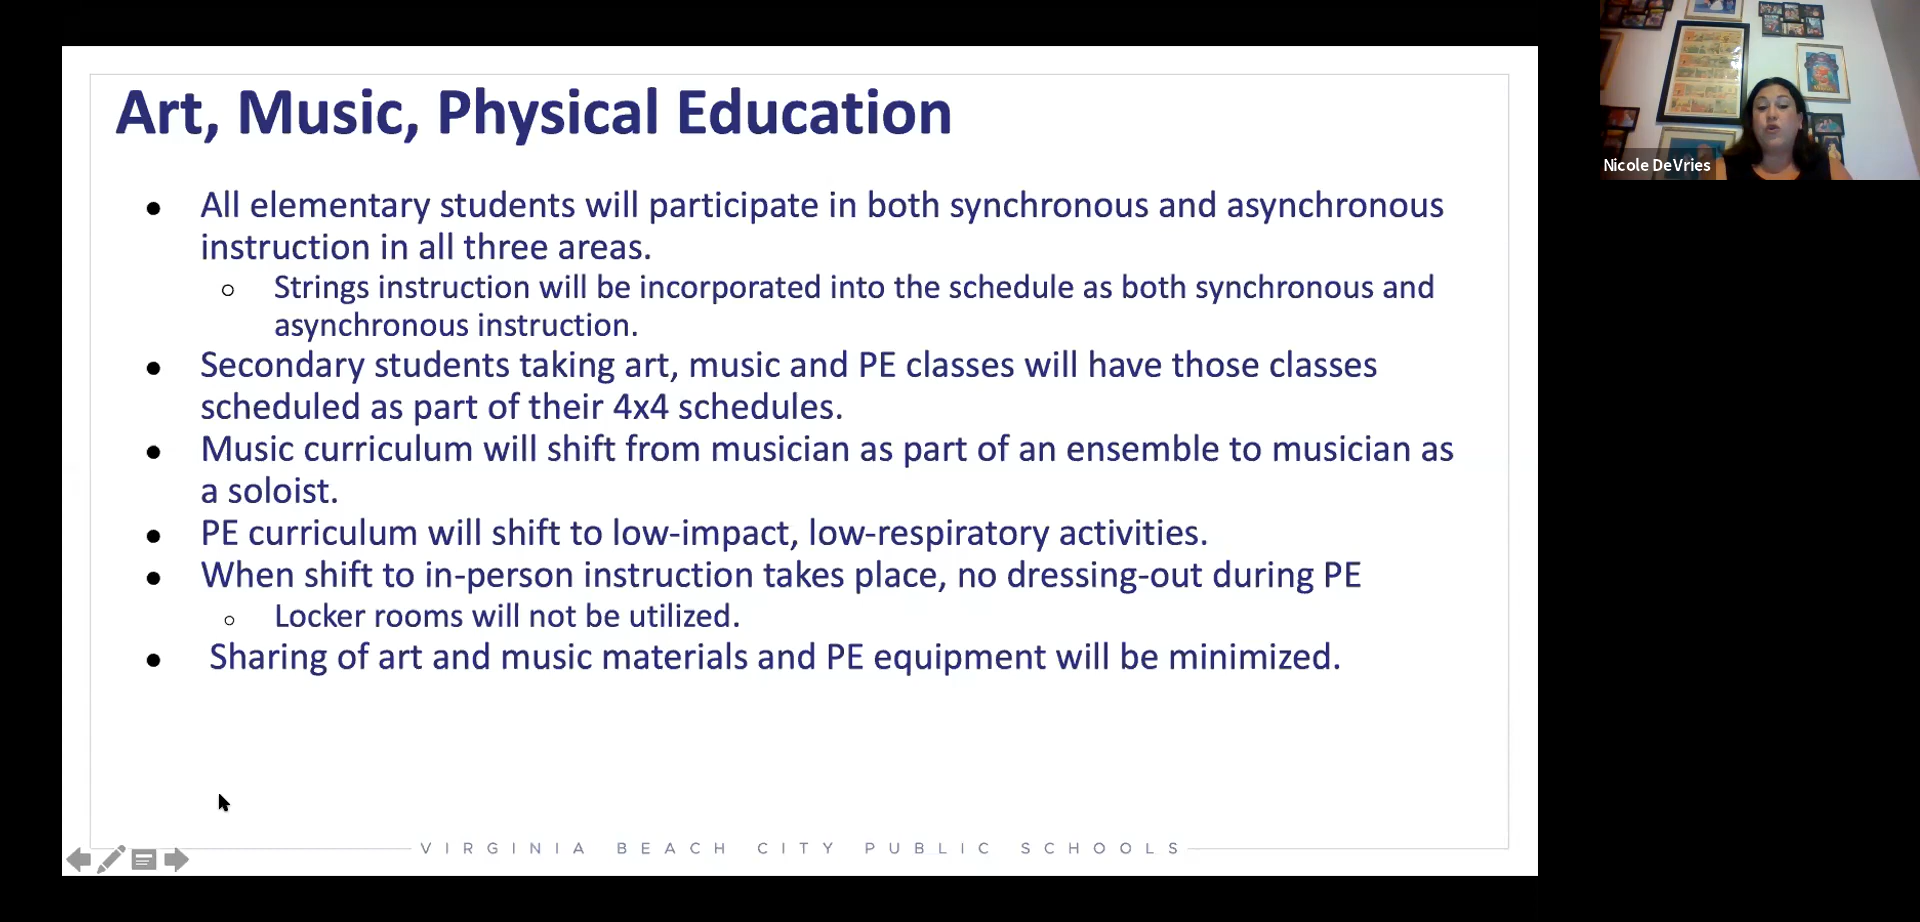 Art, Music, Physical Education
● All elementary students will participate in both synchronous and asynchronous
instruction in all three areas.
○ Strings instruction will be incorporated into the schedule as both synchronous and
asynchronous instruction.
● Secondary students taking art, music and PE classes will have those classes
scheduled as part of their 4x4 schedules.
● Music curriculum will shift from musician as part of an ensemble to musician as
a soloist.
● PE curriculum will shift to low-impact, low-respiratory activities.
● When shift to in-person instruction takes place, no dressing-out during PE
○ Locker rooms will not be utilized.
● Sharing of art and music materials and PE equipment will be minimized.
VIRGINIA BEACH CITY PUBLIC SCHOOLS
Nicole DeVries